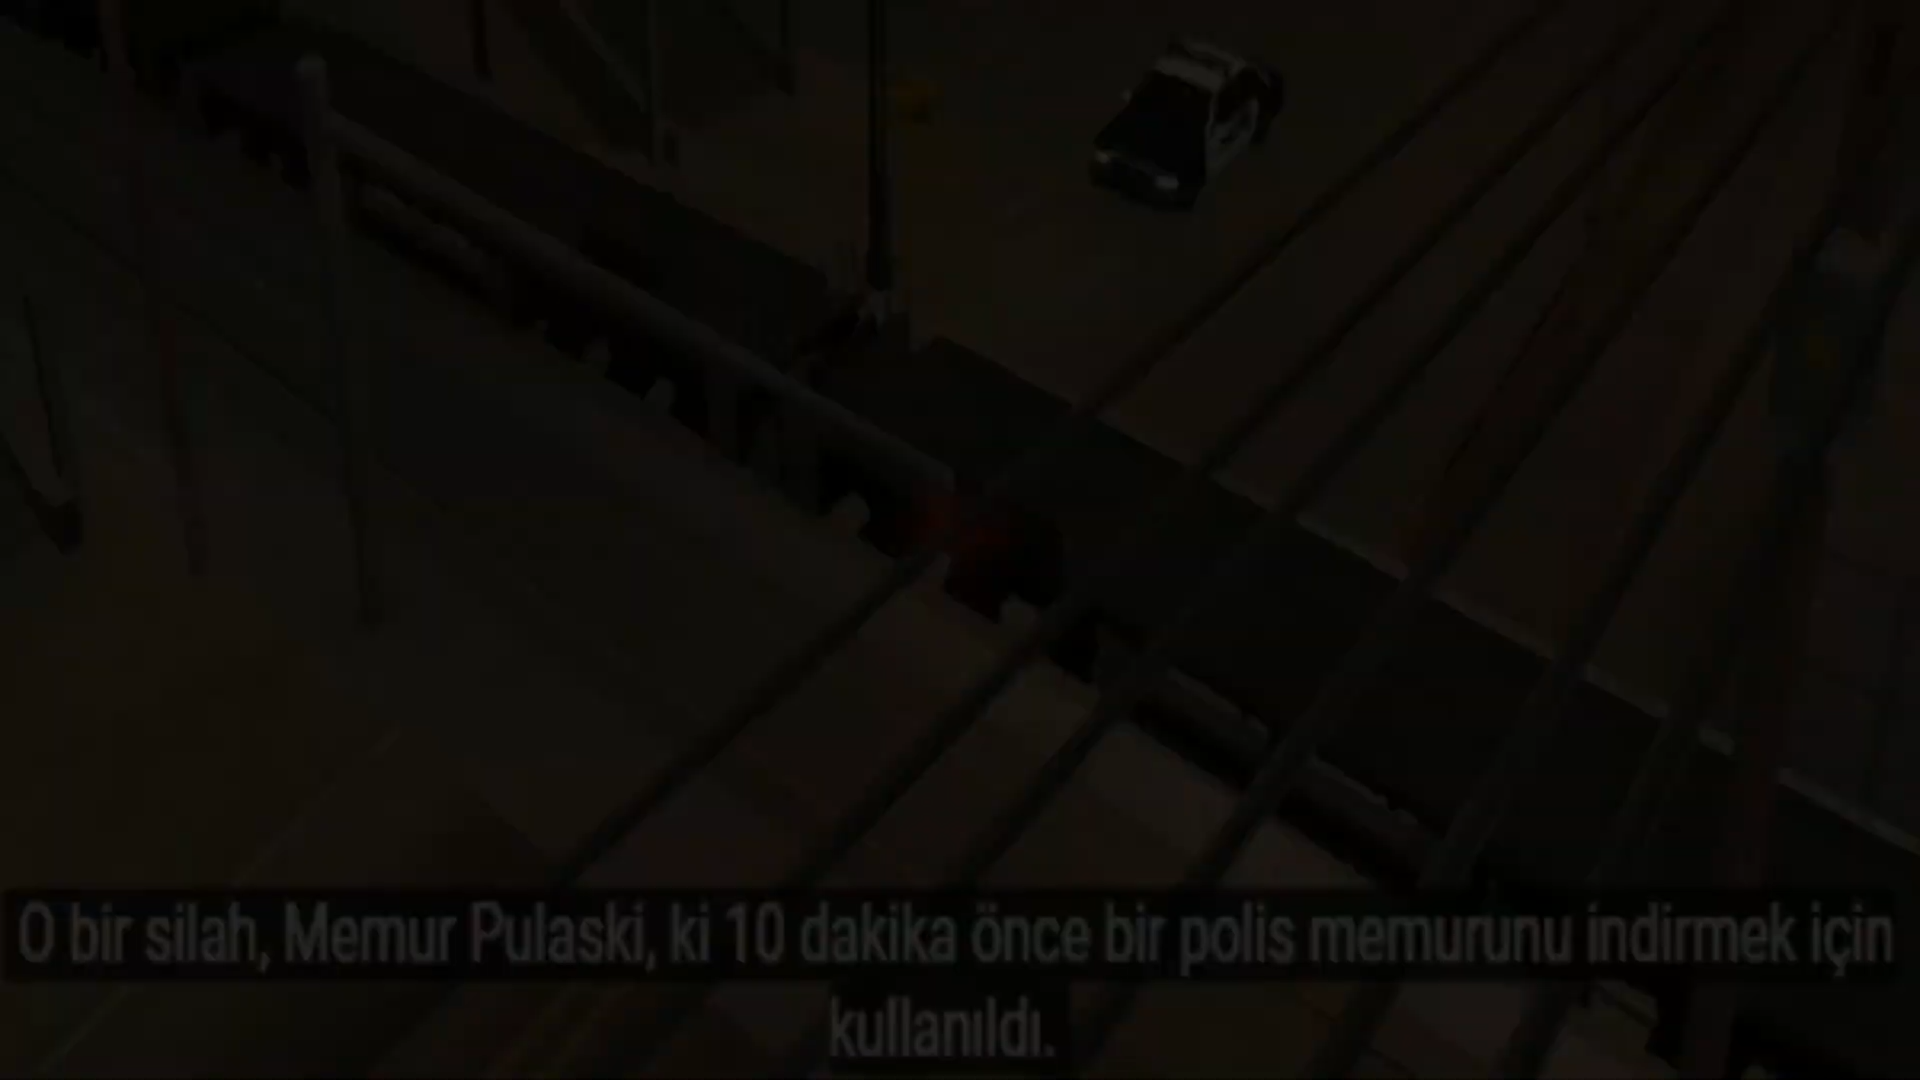 O bir silah, Memur Pulaski, ki 10 dakika önce bir polis memurunu indirmek için
kullanıldı.